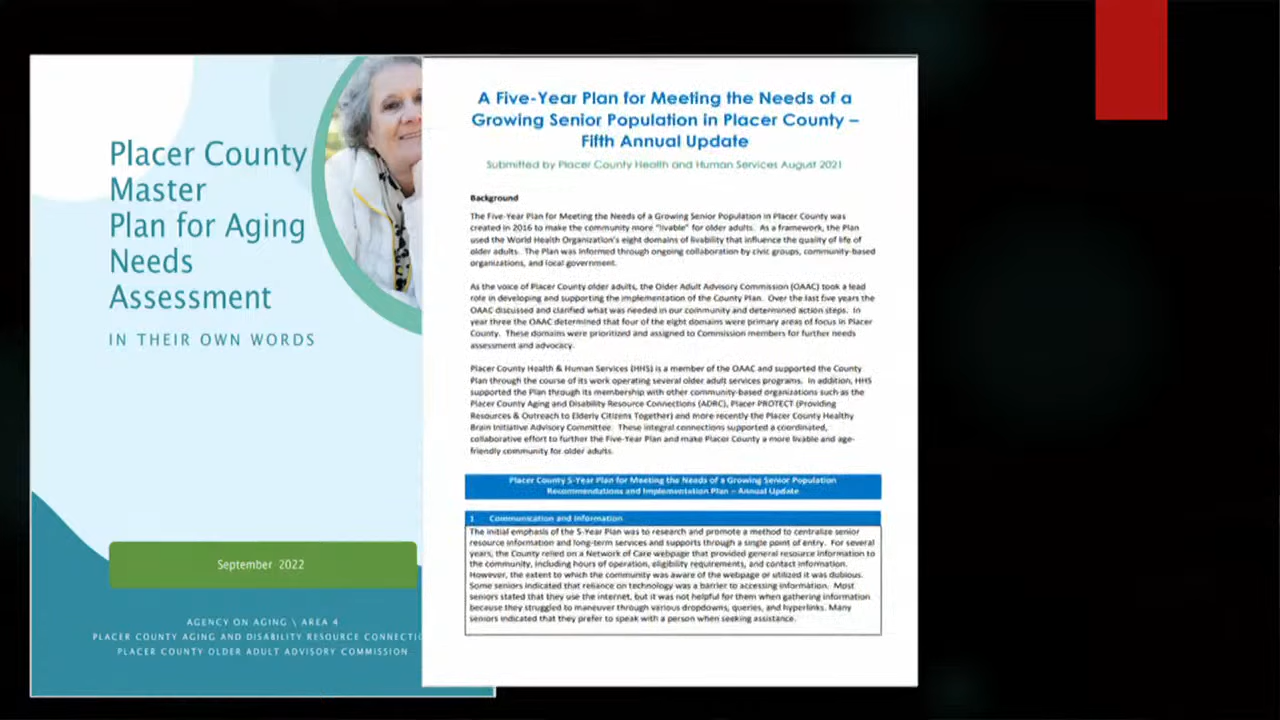 Placer County
Master
Plan for Aging
Needs
Assessment
IN THEIR OWN WORDS
September 2022
AGENCY ON AGING \ AREA 4
PLACER COUNTY AGING AND DISABILITY RESOURCE CONNECTIO
PLACER COUNTY OLDER ADULT ADVISORY COMMISSION
A Five-Year Plan for Meeting the Needs of a
Growing Senior Population in Placer County –
Fifth Annual Update
Submitted by Placer County Health and Human Services August 2021
Background
The Five-Year Plan for Meeting the Needs of a Growing Senior Population in Placer County was
created in 2016 to make the community more "livable" for older adults. As a framework, the Plan
used the World Health Organization's eight domains of livability that influence the quality of life of
older adults. The Plan was informed through ongoing collaboration by civic groups, community-based
organizations, and local government.
As the voice of Placer County older adults, the Older Adult Advisory Commission (OAAC) took a lead
role in developing and supporting the implementation of the County Plan. Over the last five years the
OAAC discussed and clarified what was needed in our community and determined action steps. In
year three the OAAC determined that four of the eight domains were primary areas of focus in Placer
County. These domains were prioritized and assigned to Commission members for further needs
assessment and advocacy.
Placer County Health & Human Services (HHS) is a member of the OAAC and supported the County
Plan through the course of its work operating several older adult services programs. In addition, HHS
supported the Plan through its membership with other community-based organizations such as the
Placer County Aging and Disability Resource Connections (ADRC), Placer PROTECT (Providing
Resources & Outreach to Elderly Citizens Together) and more recently the Placer County Healthy
Brain Initiative Advisory Committee. These integral connections supported a coordinated,
collaborative effort to further the Five-Year Plan and make Placer County a more livable and age-
friendly community for older adults.
Placer County 5-Year Plan for Meeting the Needs of a Growing Senior Population
Recommendations and Implementation Plan – Annual Update
1 Communication and Information
The initial emphasis of the 5-Year Plan was to research and promote a method to centralize senior
resource information and long-term services and supports through a single point of entry. For several
years, the County relied on a Network of Care webpage that provided general resource information to
the community, including hours of operation, eligibility requirements, and contact information.
However, the extent to which the community was aware of the webpage or utilized it was dubious.
Some seniors indicated that reliance on technology was a barrier to accessing information. Most
seniors stated that they use the internet, but it was not helpful for them when gathering information
because they struggled to maneuver through various dropdowns, queries, and hyperlinks. Many
seniors indicated that they prefer to speak with a person when seeking assistance.